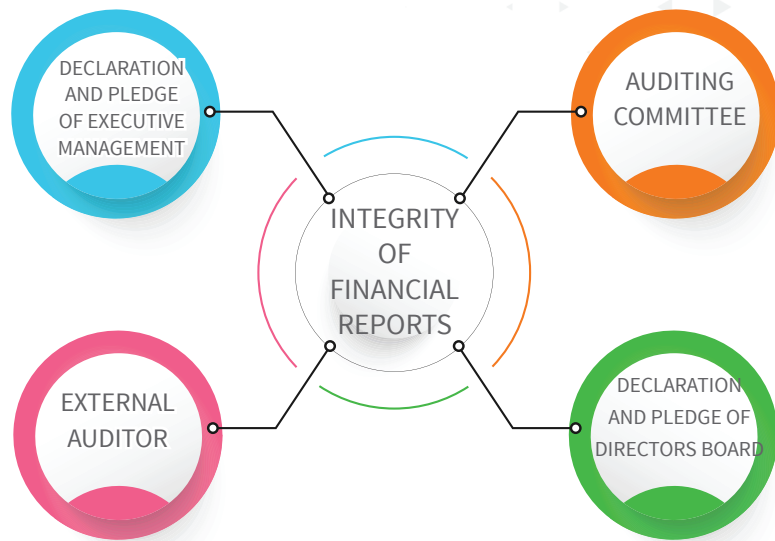 DECLARATION
AND PLEDGE
OF EXECUTIVE
MANAGEMENT
AUDITING
COMMITTEE
INTEGRITY
OF
FINANCIAL
REPORTS
EXTERNAL
AUDITOR
DECLARATION
AND PLEDGE OF
DIRECTORS BOARD